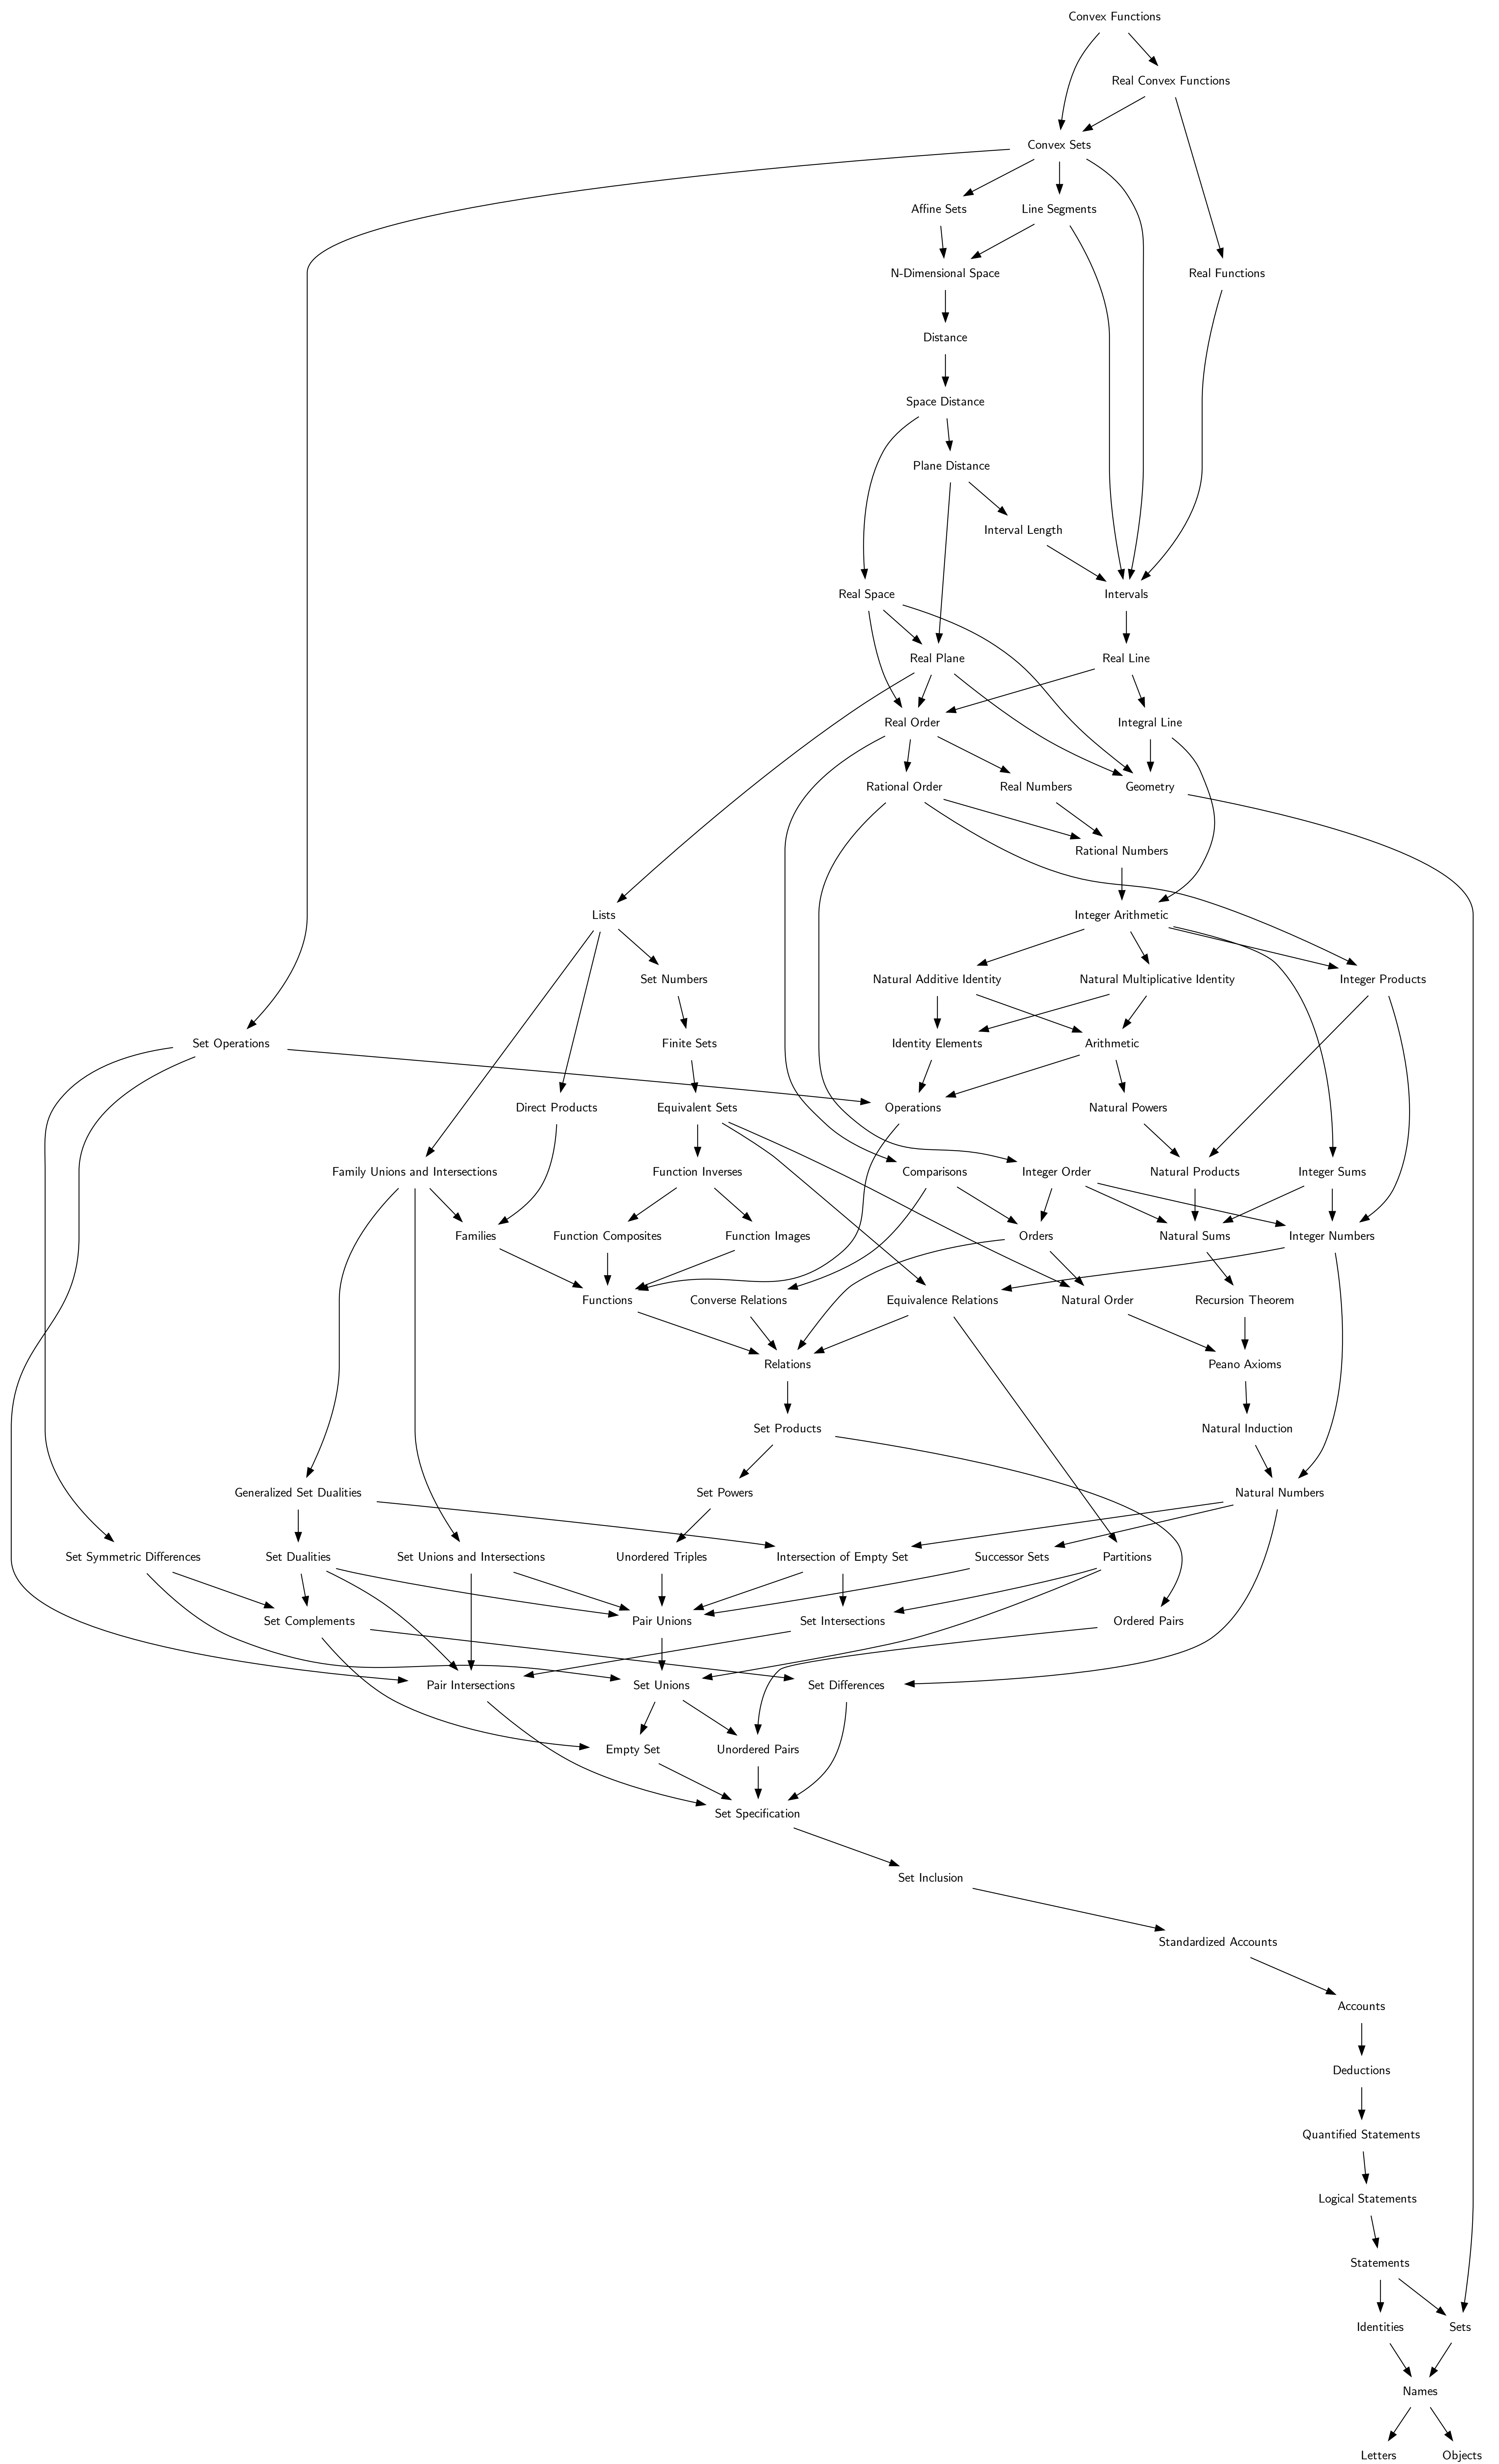 Convex Functions
Real Convex Functions
Convex Sets
Affine Sets
Line Segments
N-Dimensional Space
Real Functions
Distance
Space Distance
Plane Distance
Interval Length
Real Space
Intervals
Real Plane
Real Line
Real Order
Integral Line
Rational Order
Real Numbers
Geometry
Rational Numbers
Lists
Integer Arithmetic
Set Numbers
Natural Additive Identity
Natural Multiplicative Identity
Integer Products
Set Operations
Finite Sets
Identity Elements
Arithmetic
Direct Products
Equivalent Sets
Operations
Natural Powers
Family Unions and Intersections
Function Inverses
Comparisons
Integer Order
Natural Products
Integer Sums
Families
Function Composites
Function Images
Orders
Natural Sums
Integer Numbers
Functions
Converse Relations
Equivalence Relations
Natural Order
Recursion Theorem
Relations
Peano Axioms
Set Products
Natural Induction
Generalized Set Dualities
Set Powers
Natural Numbers
Set Symmetric Differences
Set Dualities
Set Unions and Intersections
Unordered Triples
Intersection of Empty Set
Successor Sets
Partitions
Set Complements
Pair Unions
Set Intersections
Ordered Pairs
Pair Intersections
Set Unions
Set Differences
Empty Set
Unordered Pairs
Set Specification
Set Inclusion
Standardized Accounts
Accounts
Deductions
Quantified Statements
Logical Statements
Statements
Identities
Sets
Names
Letters
Objects